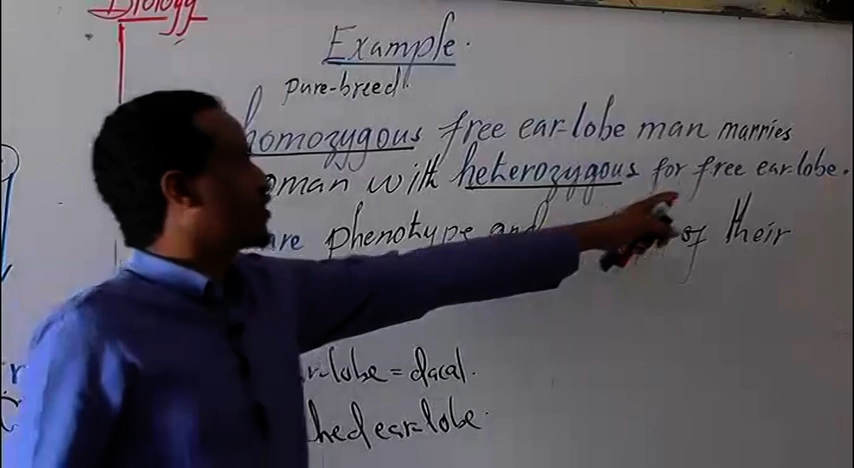 Biology
Example.
pure-breed.
homozygous free ear-lobe man marries
oman with heterozygous for free ear-lobe.
are phenotype and of their
r-lobe = dacal.
hed ear-lobe.